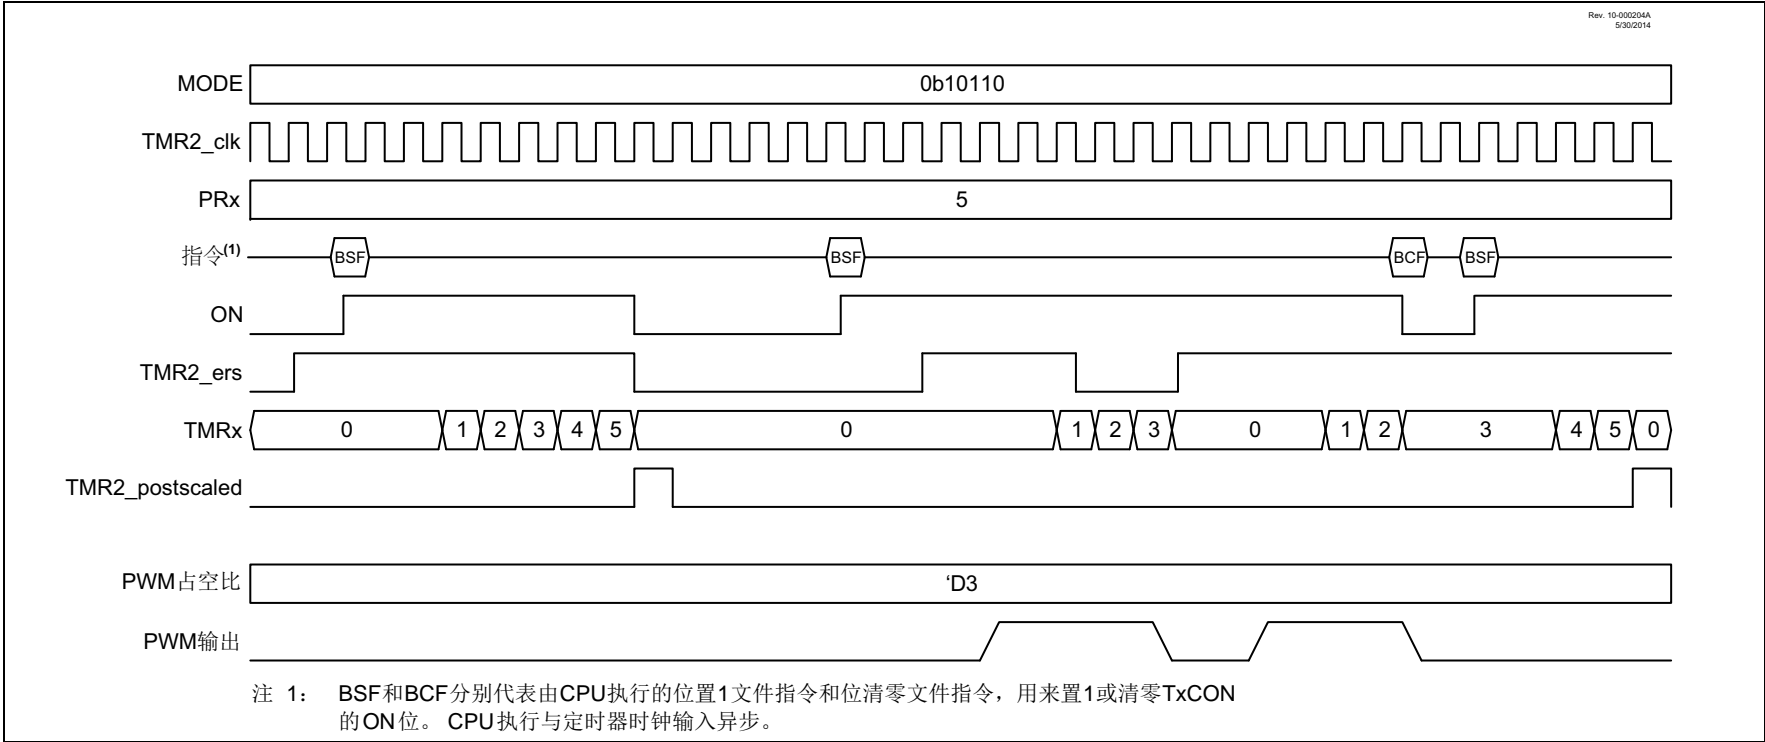 Rev. 10-000204A
5/30/2014
MODE 0b10110
TMR2_clk
PRx 5
指令(1) BSF BSF BCF BSF
ON
TMR2_ers
TMRx 0 1 2 3 4 5 0 1 2 3 0 1 2 3 4 5 0
TMR2_postscaled
PWM占空比 ‘D3
PWM输出
注 1： BSF和BCF分别代表由CPU执行的位置1文件指令和位清零文件指令，用来置1或清零TxCON
的ON位。 CPU执行与定时器时钟输入异步。